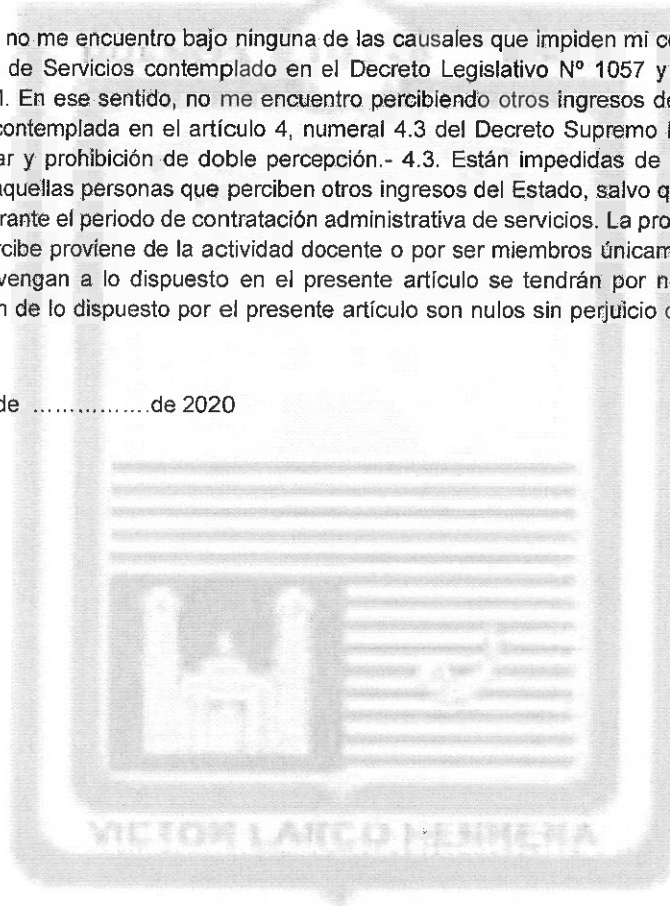 no me encuentro bajo ninguna de las causales que impiden mi c
de Servicios contemplado en el Decreto Legislativo Nº 1057 y
. En ese sentido, no me encuentro percibiendo otros ingresos de
contemplada en el artículo 4, numeral 4.3 del Decreto Supremo
ar y prohibición de doble percepción.- 4.3. Están impedidas de
aquellas personas que perciben otros ingresos del Estado, salvo q
rante el periodo de contratación administrativa de servicios. La pro
rcibe proviene de la actividad docente o por ser miembros únicam
vengan a lo dispuesto en el presente artículo se tendrán por n
n de lo dispuesto por el presente artículo son nulos sin perjuicio
de ................de 2020
VICTOR LARCO HERRERA